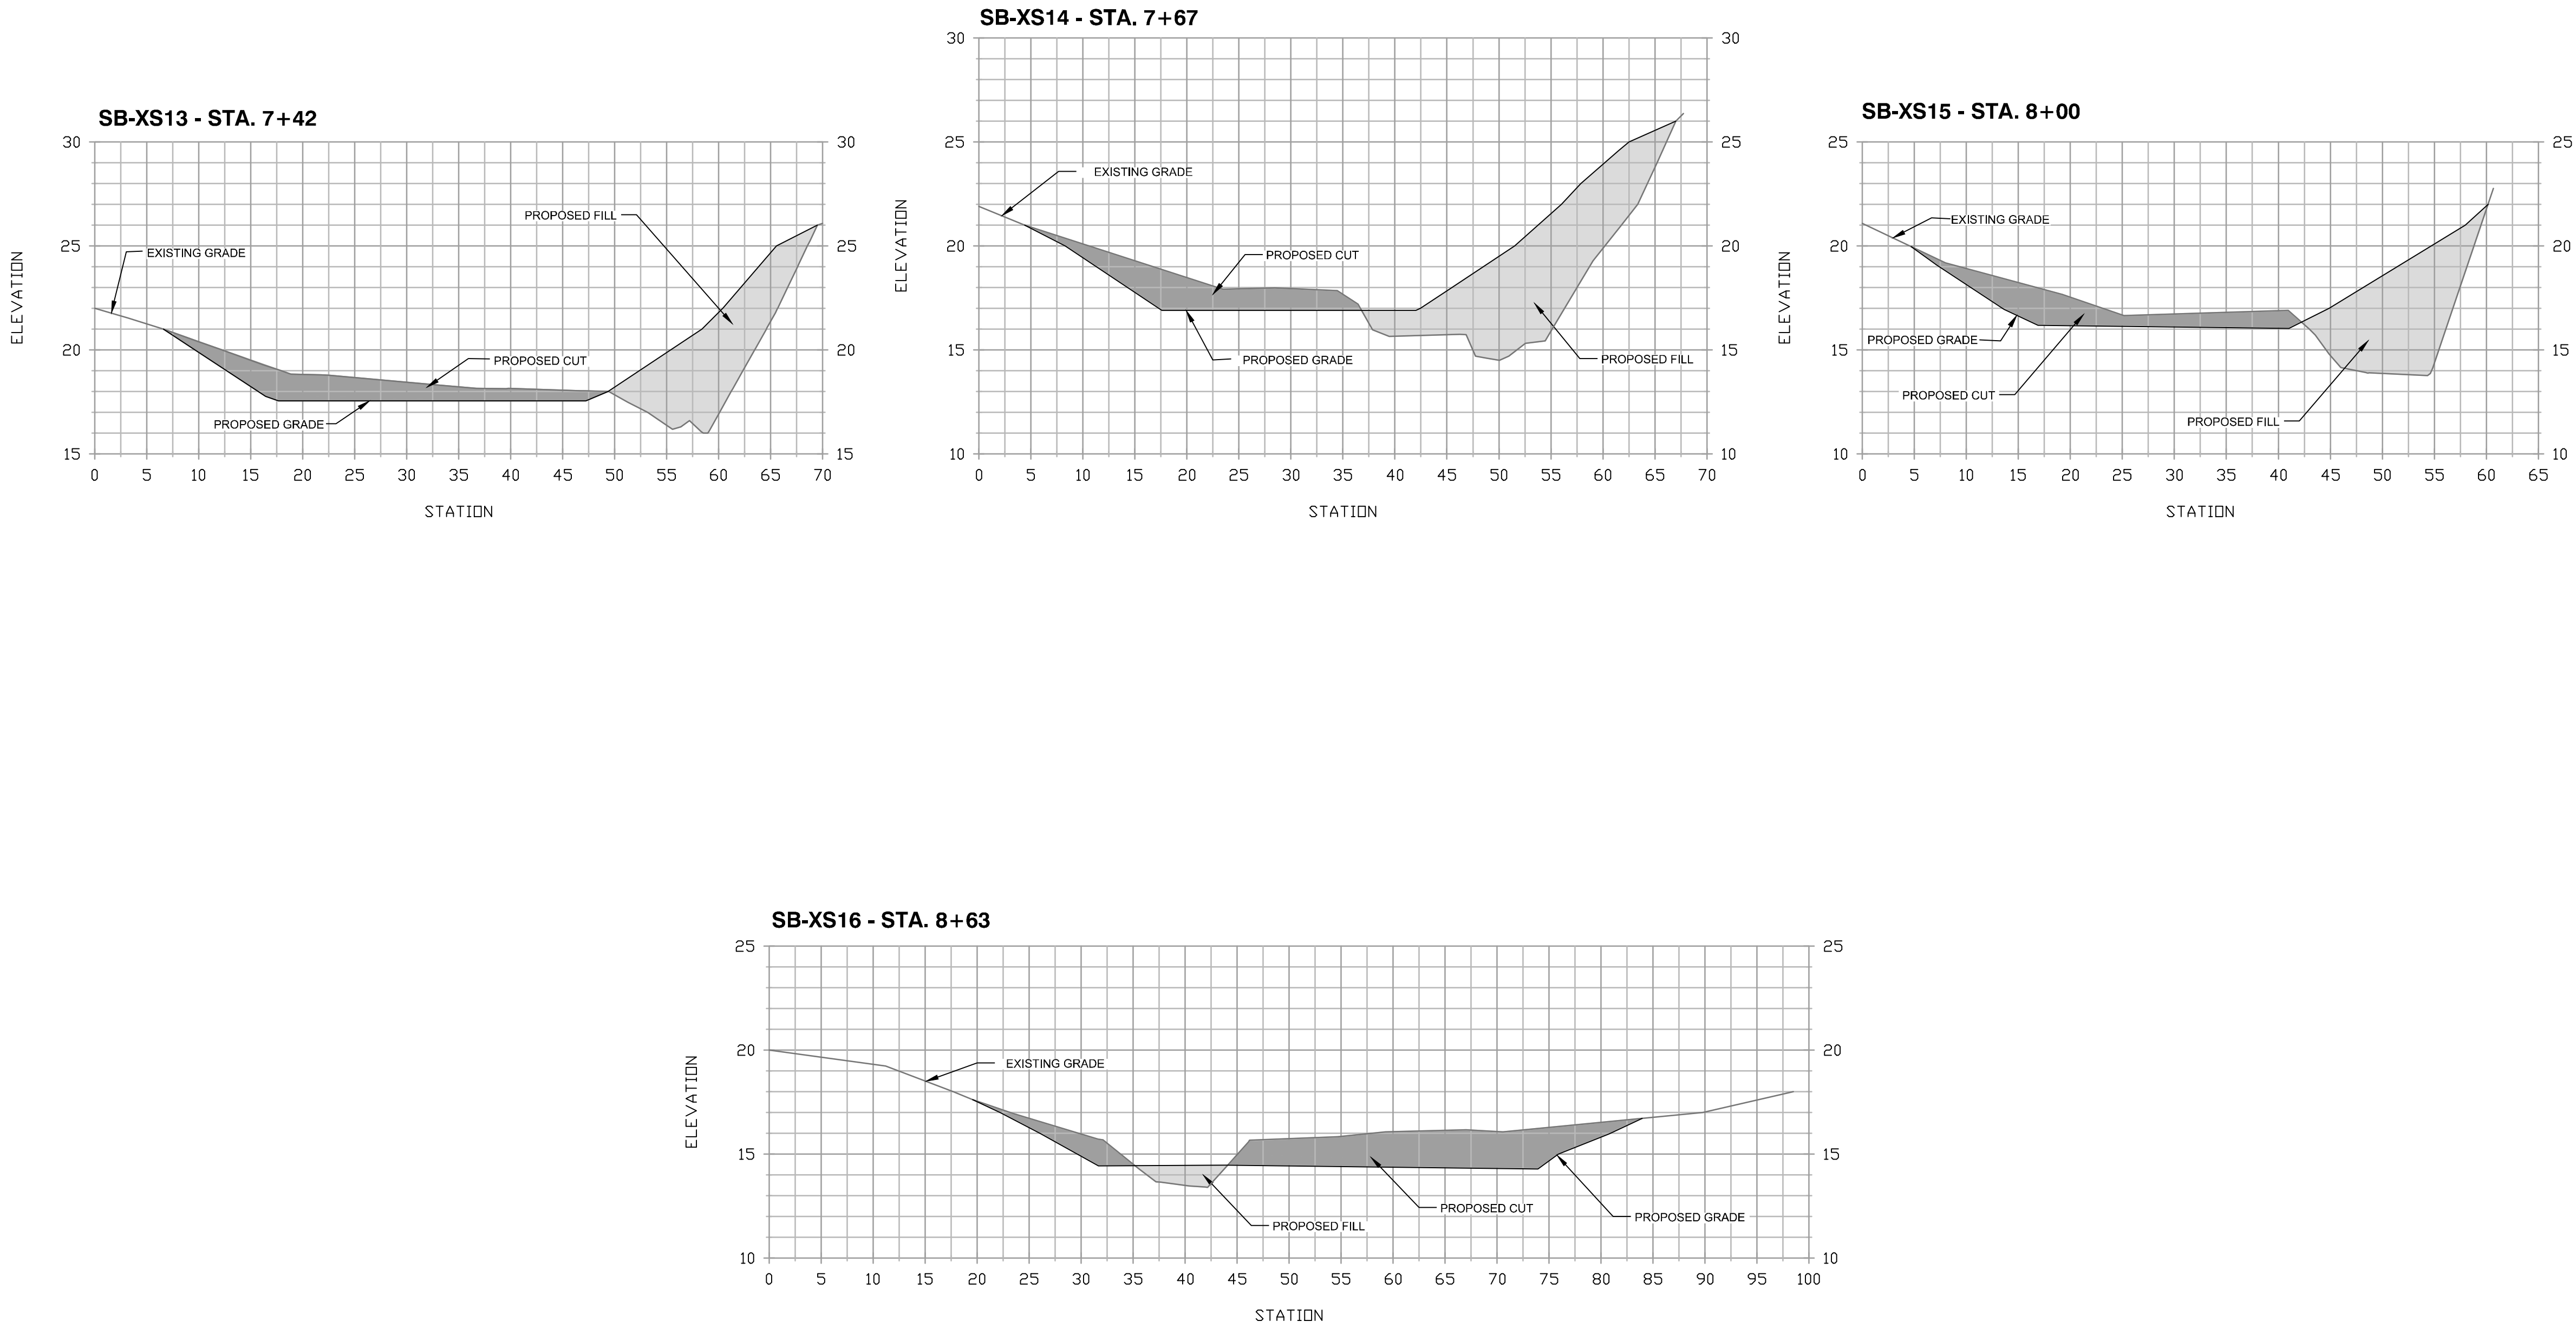 SB-XS13 - STA. 7+42
30 30
25 25
20 20
15 15
0 5 10 15 20 25 30 35 40 45 50 55 60 65 70
ELEVATION
STATION
EXISTING GRADE
PROPOSED FILL
PROPOSED CUT
PROPOSED GRADE
SB-XS14 - STA. 7+67
30 30
25 25
20 20
15 15
10 10
0 5 10 15 20 25 30 35 40 45 50 55 60 65 70
ELEVATION
STATION
EXISTING GRADE
PROPOSED CUT
PROPOSED GRADE
PROPOSED FILL
SB-XS15 - STA. 8+00
25 25
20 20
15 15
10 10
0 5 10 15 20 25 30 35 40 45 50 55 60 65
ELEVATION
STATION
EXISTING GRADE
PROPOSED GRADE
PROPOSED CUT
PROPOSED FILL
SB-XS16 - STA. 8+63
25 25
20 20
15 15
10 10
0 5 10 15 20 25 30 35 40 45 50 55 60 65 70 75 80 85 90 95 100
ELEVATION
STATION
EXISTING GRADE
PROPOSED CUT
PROPOSED GRADE
PROPOSED FILL